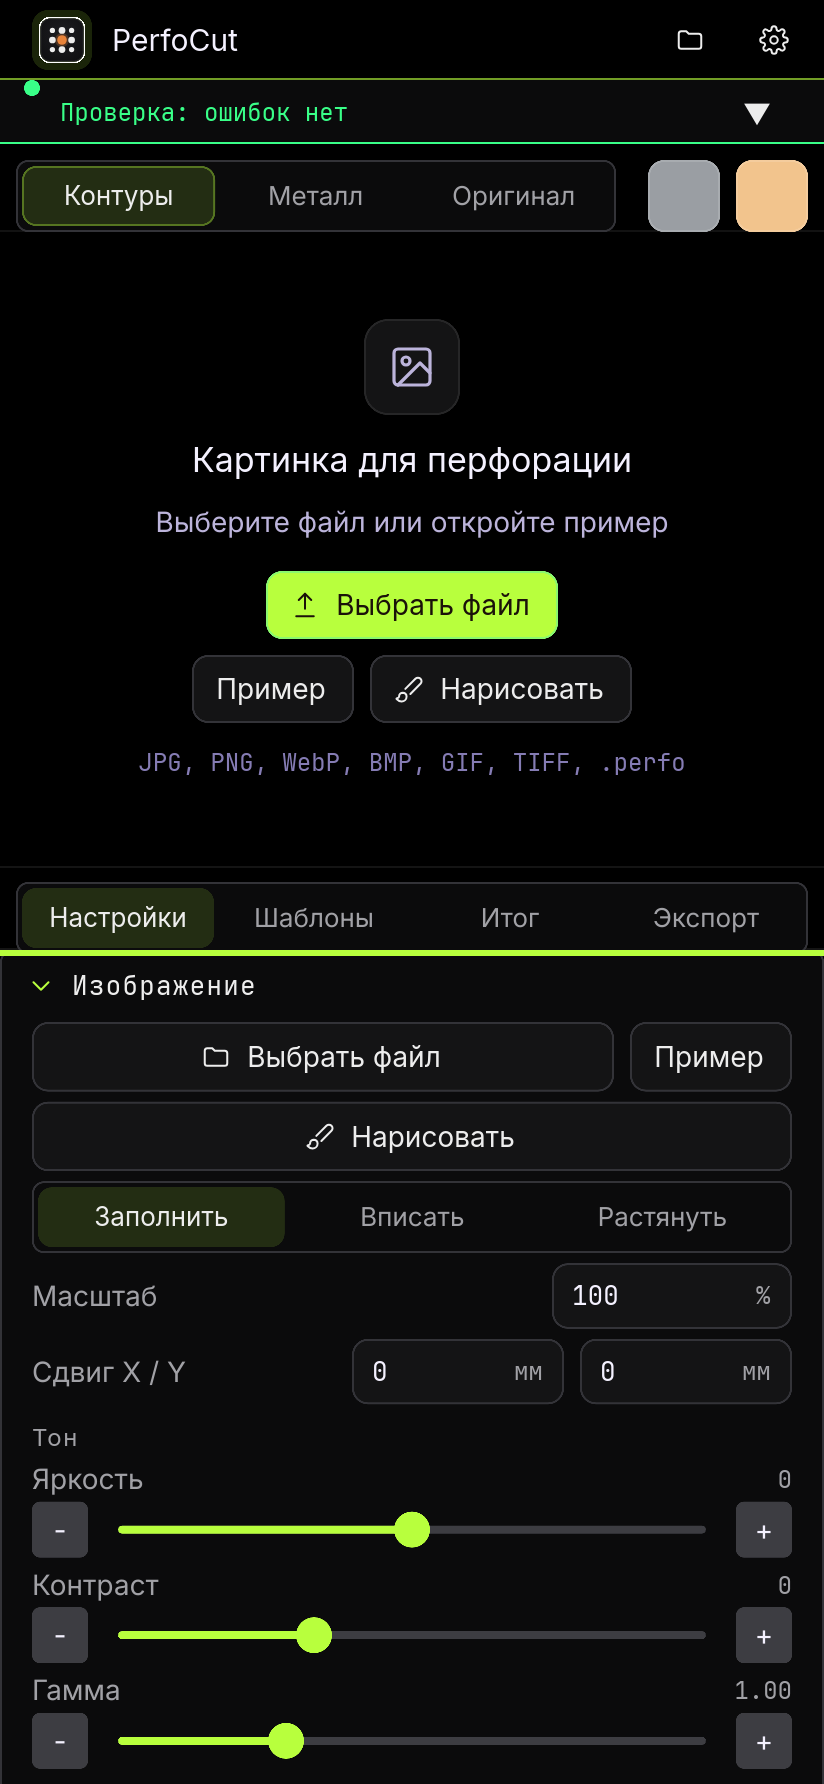 PerfoCut
Проверка: ошибок нет
Контуры Металл Оригинал
Картинка для перфорации
Выберите файл или откройте пример
Выбрать файл
Пример Нарисовать
JPG, PNG, WebP, BMP, GIF, TIFF, .perfo
Настройки Шаблоны Итог Экспорт
Изображение
Выбрать файл Пример
Нарисовать
Заполнить Вписать Растянуть
Масштаб 100 %
Сдвиг X / Y 0 мм 0 мм
Тон
Яркость 0
- +
Контраст 0
- +
Гамма 1.00
- +